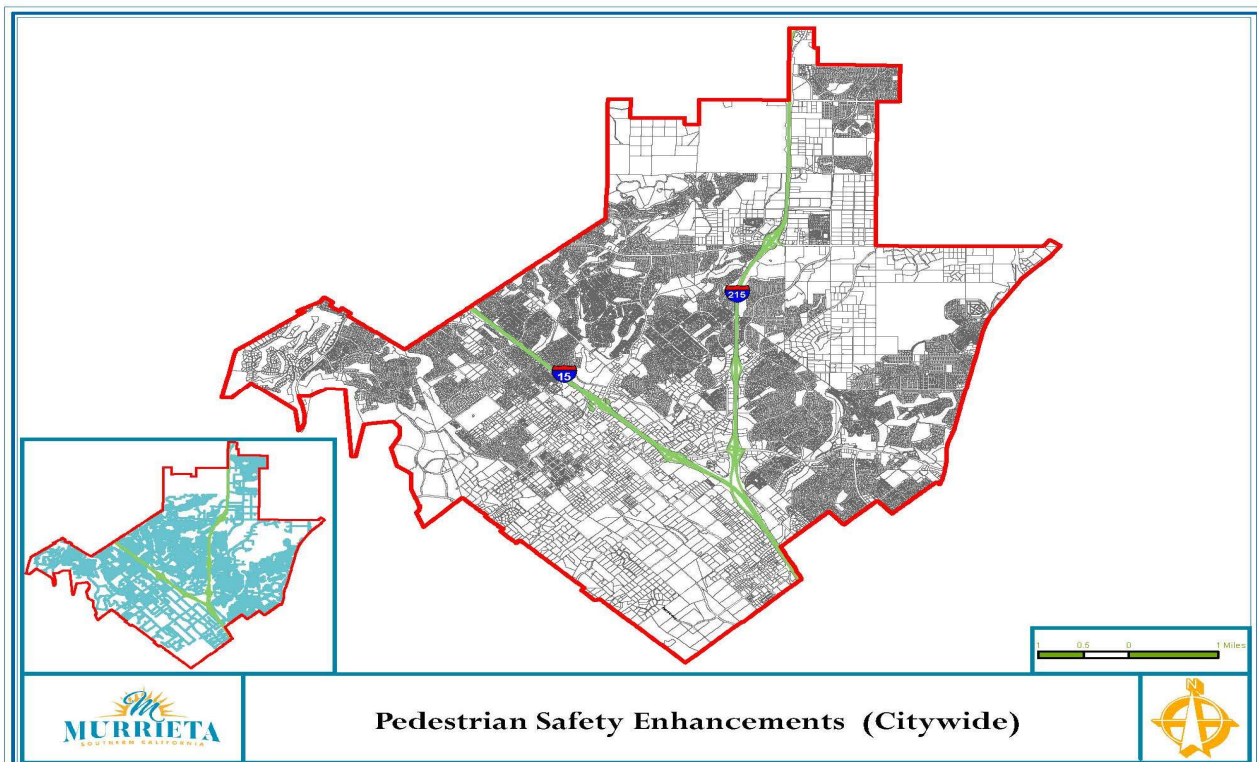 215
15
1 0.5 0 1 Miles
M
MURRIETA
SOUTHERN CALIFORNIA
Pedestrian Safety Enhancements (Citywide)
N